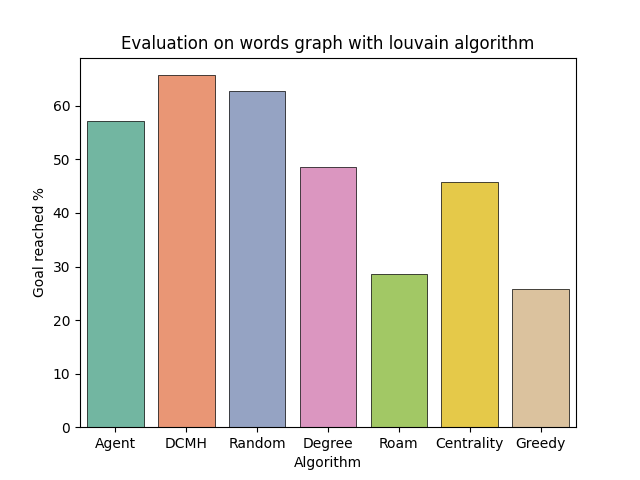 Evaluation on words graph with louvain algorithm
Goal reached %
60
50
40
30
20
10
0
Agent DCMH Random Degree Roam Centrality Greedy
Algorithm